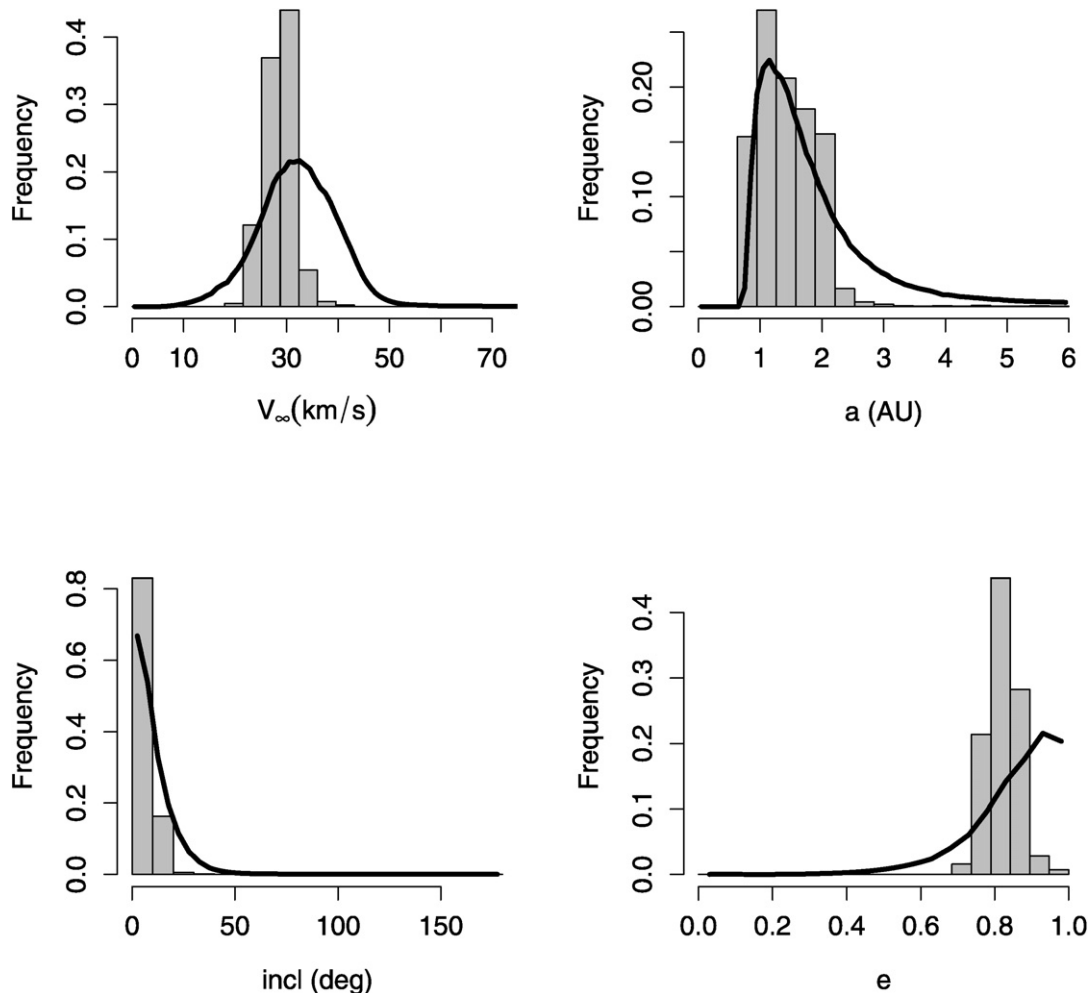 Frequency
0.0 0.1 0.2 0.3 0.4
0 10 30 50 70
V∞(km/s)
Frequency
0.00 0.10 0.20
0 1 2 3 4 5 6
a (AU)
Frequency
0.0 0.2 0.4 0.6 0.8
0 50 100 150
incl (deg)
Frequency
0.0 0.1 0.2 0.3 0.4
0.0 0.2 0.4 0.6 0.8 1.0
e